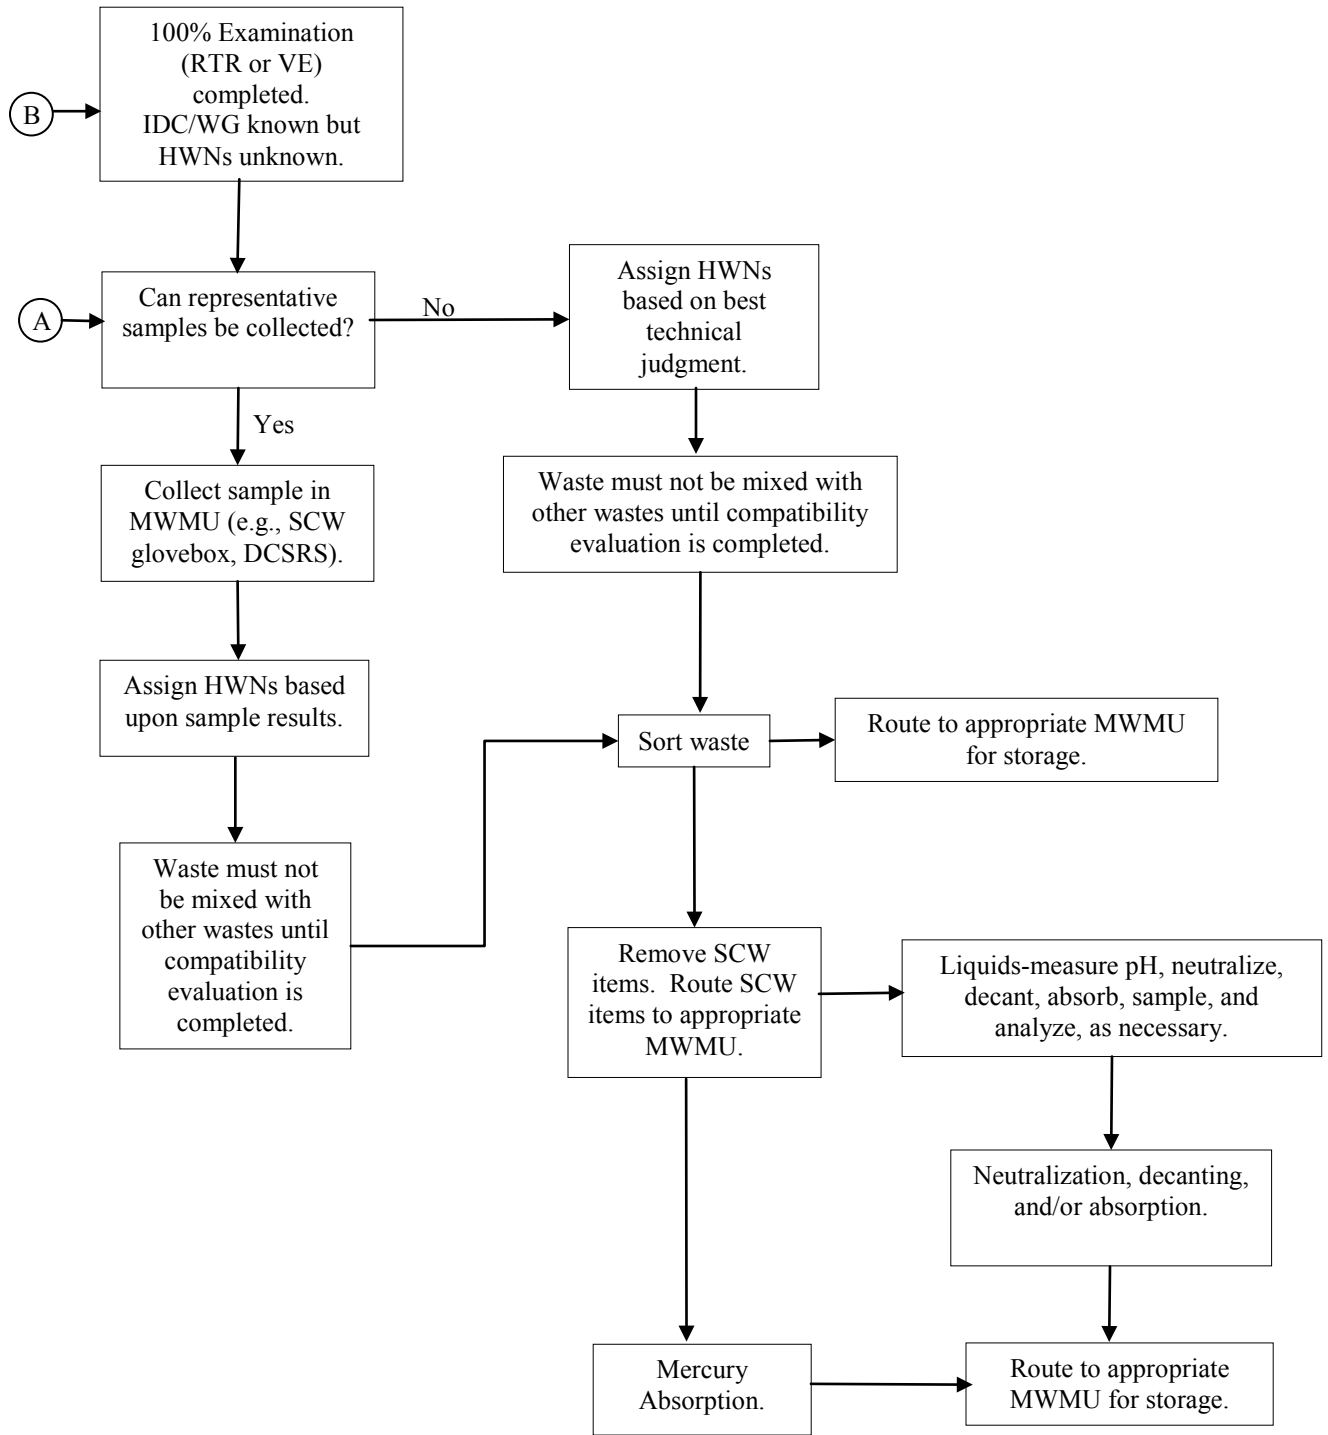 100% Examination
(RTR or VE)
completed.
IDC/WG known but
HWNs unknown.
B
Can representative
samples be collected?
A
No
Assign HWNs
based on best
technical
judgment.
Yes
Collect sample in
MWMU (e.g., SCW
glovebox, DCSRS).
Waste must not be mixed with
other wastes until compatibility
evaluation is completed.
Assign HWNs based
upon sample results.
Sort waste
Route to appropriate MWMU
for storage.
Waste must not
be mixed with
other wastes until
compatibility
evaluation is
completed.
Remove SCW
items.  Route SCW
items to appropriate
MWMU.
Liquids-measure pH, neutralize,
decant, absorb, sample, and
analyze, as necessary.
Neutralization, decanting,
and/or absorption.
Mercury
Absorption.
Route to appropriate
MWMU for storage.